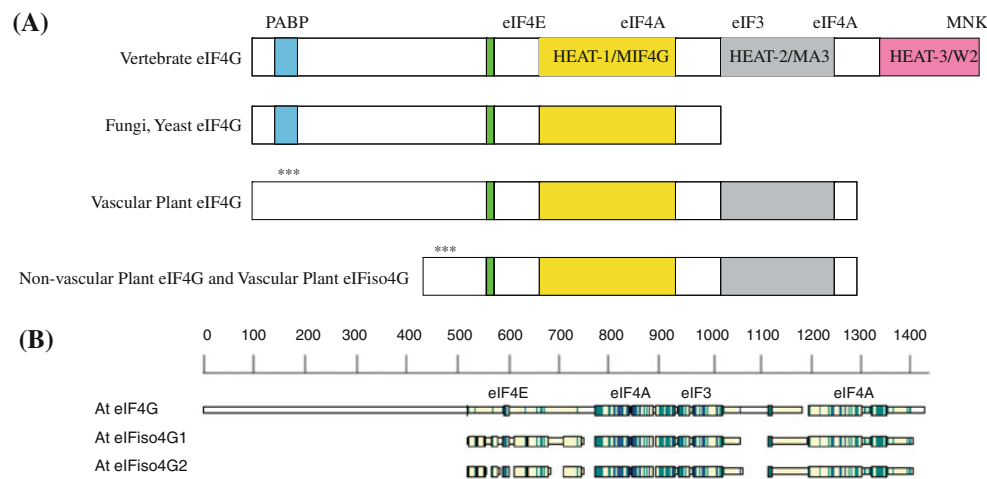 (A)
PABP eIF4E eIF4A eIF3 eIF4A MNK
Vertebrate eIF4G HEAT-1/MIF4G HEAT-2/MA3 HEAT-3/W2
Fungi, Yeast eIF4G
***
Vascular Plant eIF4G
***
Non-vascular Plant eIF4G and Vascular Plant eIFiso4G
(B)
0 100 200 300 400 500 600 700 800 900 1000 1100 1200 1300 1400
eIF4E eIF4A eIF3 eIF4A
At eIF4G
At eIFiso4G1
At eIFiso4G2